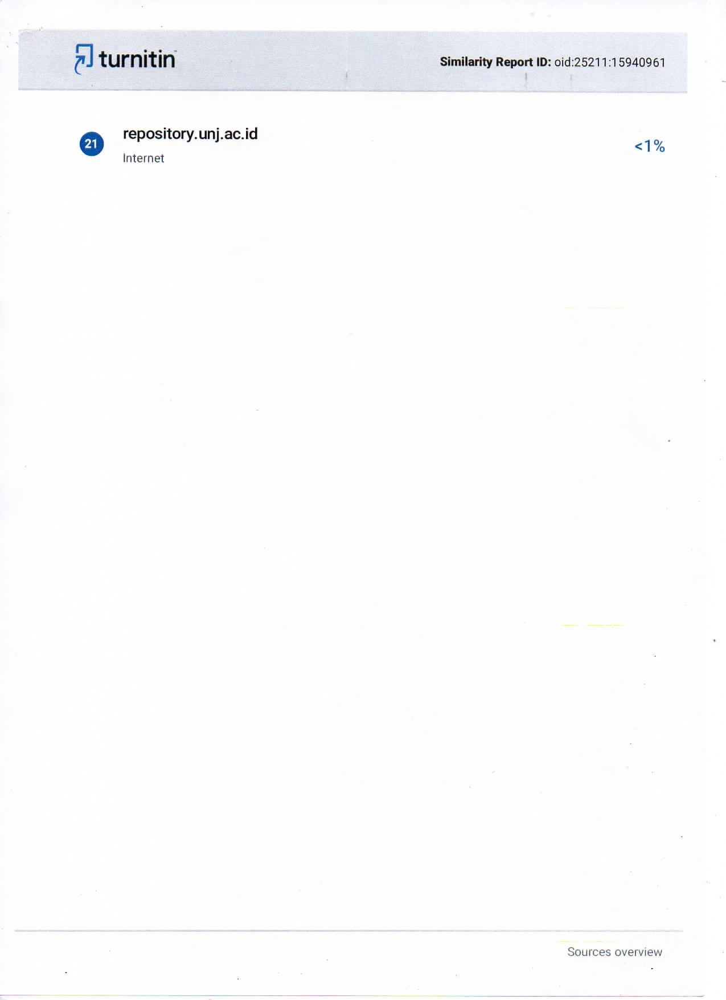 turnitin
Similarity Report ID: oid:25211:15940961
21
repository.unj.ac.id
<1%
Internet
Sources overview